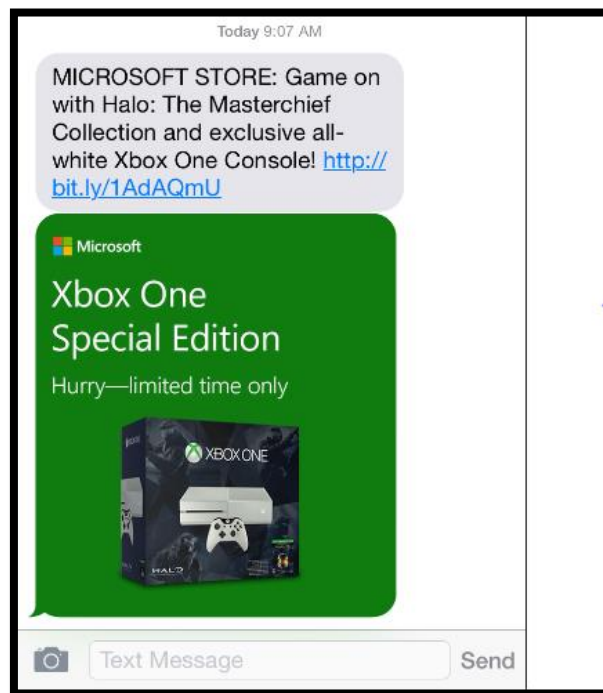 Today 9:07 AM
MICROSOFT STORE: Game on
with Halo: The Masterchief
Collection and exclusive all-
white Xbox One Console! http://
bit.ly/1AdAQmU
Microsoft
Xbox One
Special Edition
Hurry—limited time only
XBOX ONE
HALO
Text Message
Send